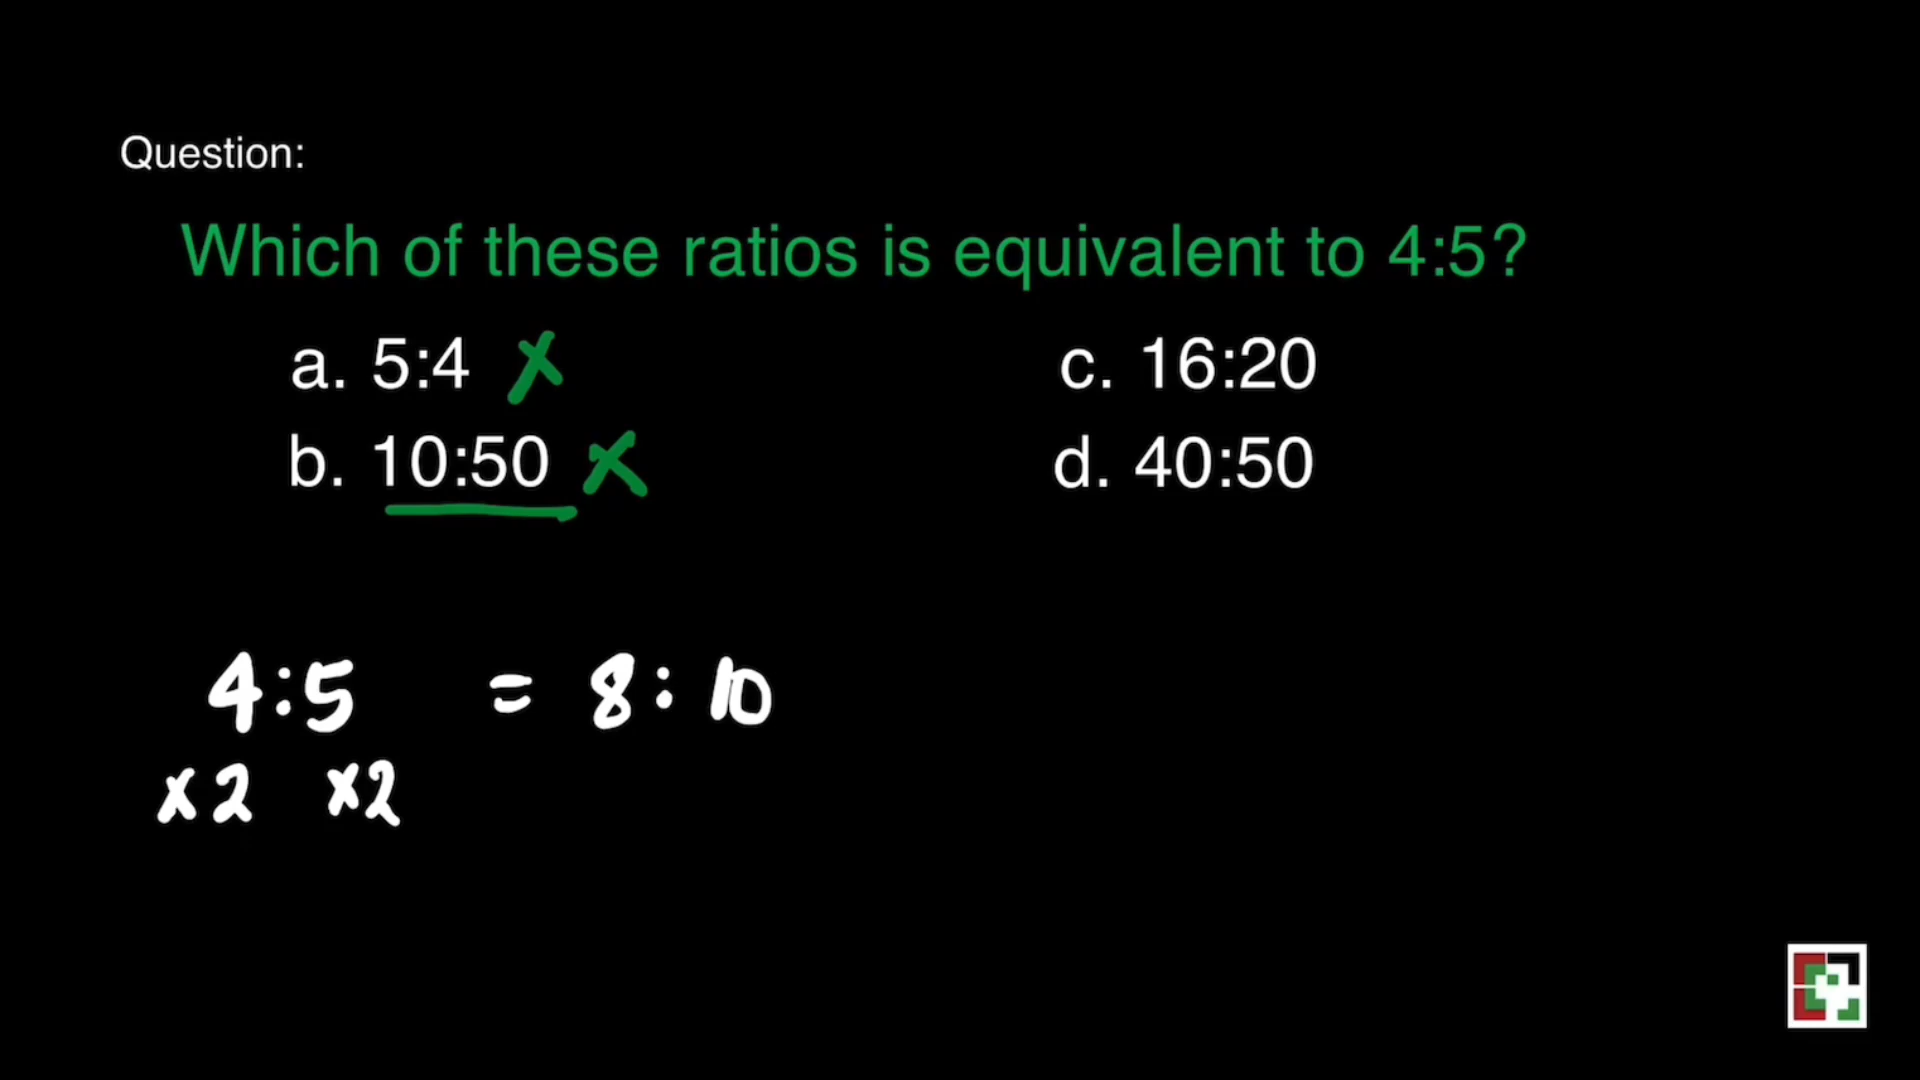 Question:
Which of these ratios is equivalent to 4:5?
a. 5:4 x
c. 16:20
b. 10:50 x
d. 40:50
4:5 = 8:10
x2 x2